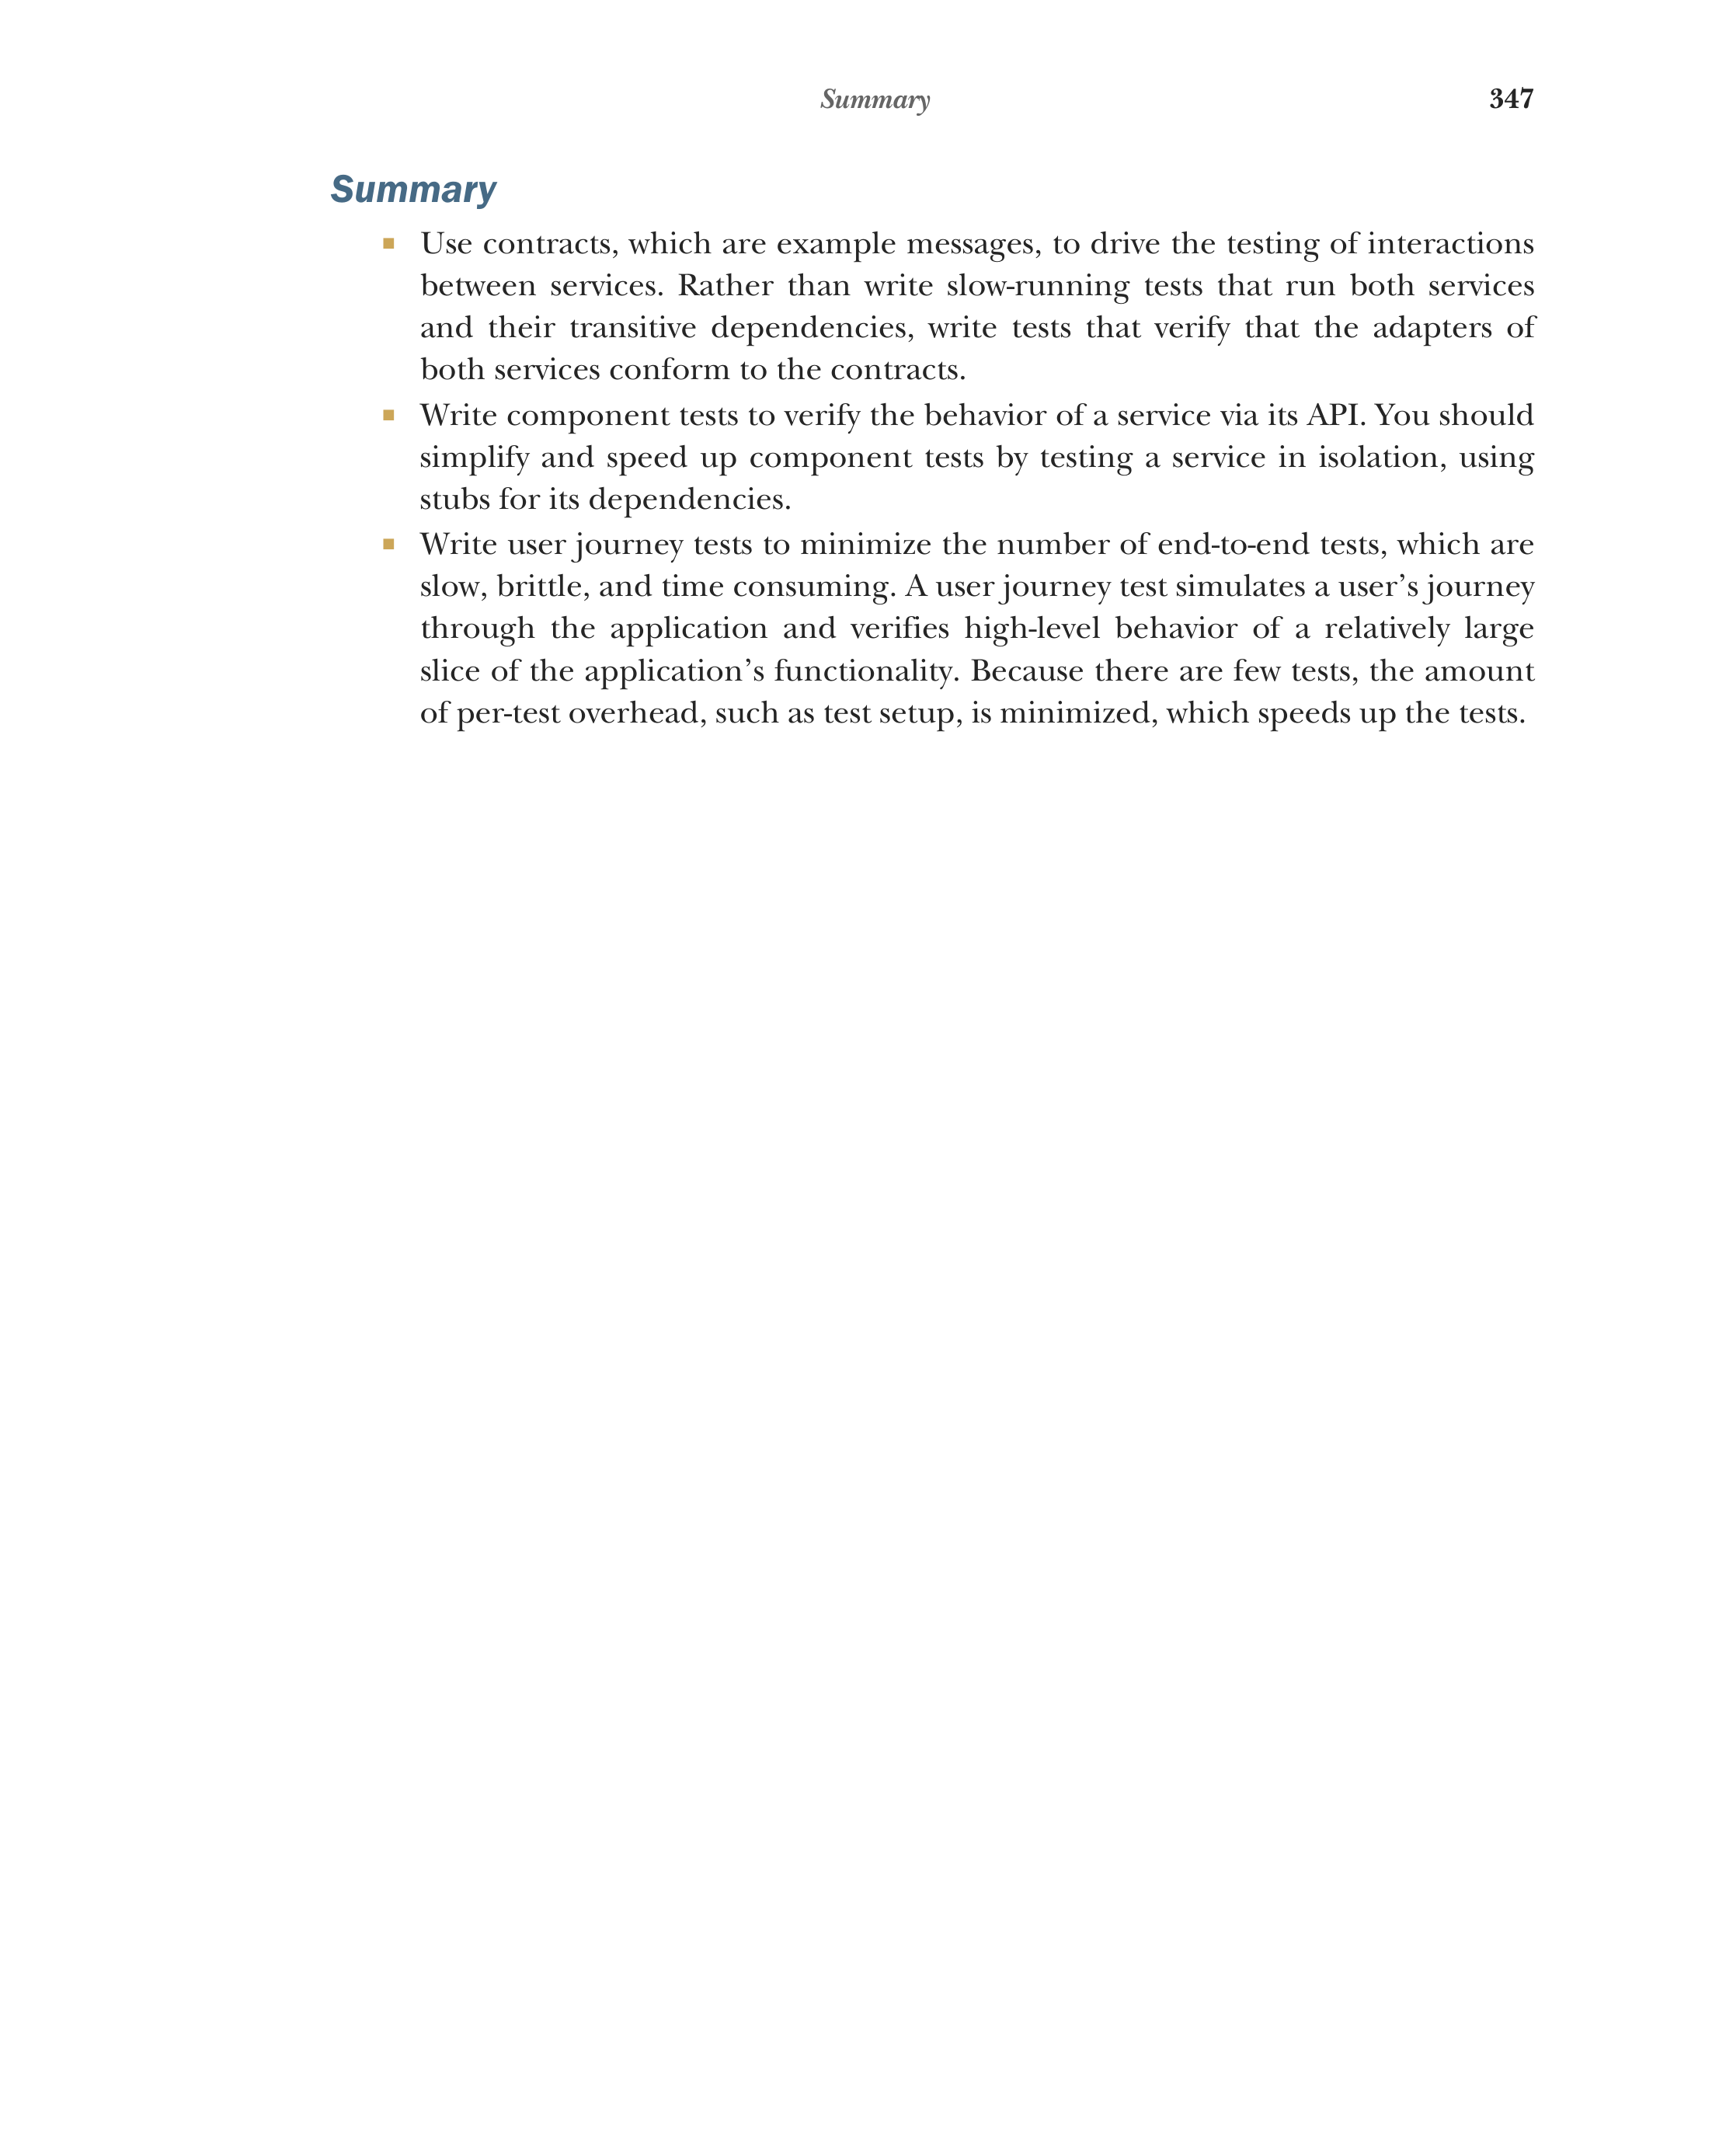 Summary 347
Summary
■ Use contracts, which are example messages, to drive the testing of interactions
between services. Rather than write slow-running tests that run both services
and their transitive dependencies, write tests that verify that the adapters of
both services conform to the contracts.
■ Write component tests to verify the behavior of a service via its API. You should
simplify and speed up component tests by testing a service in isolation, using
stubs for its dependencies.
■ Write user journey tests to minimize the number of end-to-end tests, which are
slow, brittle, and time consuming. A user journey test simulates a user’s journey
through the application and verifies high-level behavior of a relatively large
slice of the application’s functionality. Because there are few tests, the amount
of per-test overhead, such as test setup, is minimized, which speeds up the tests.